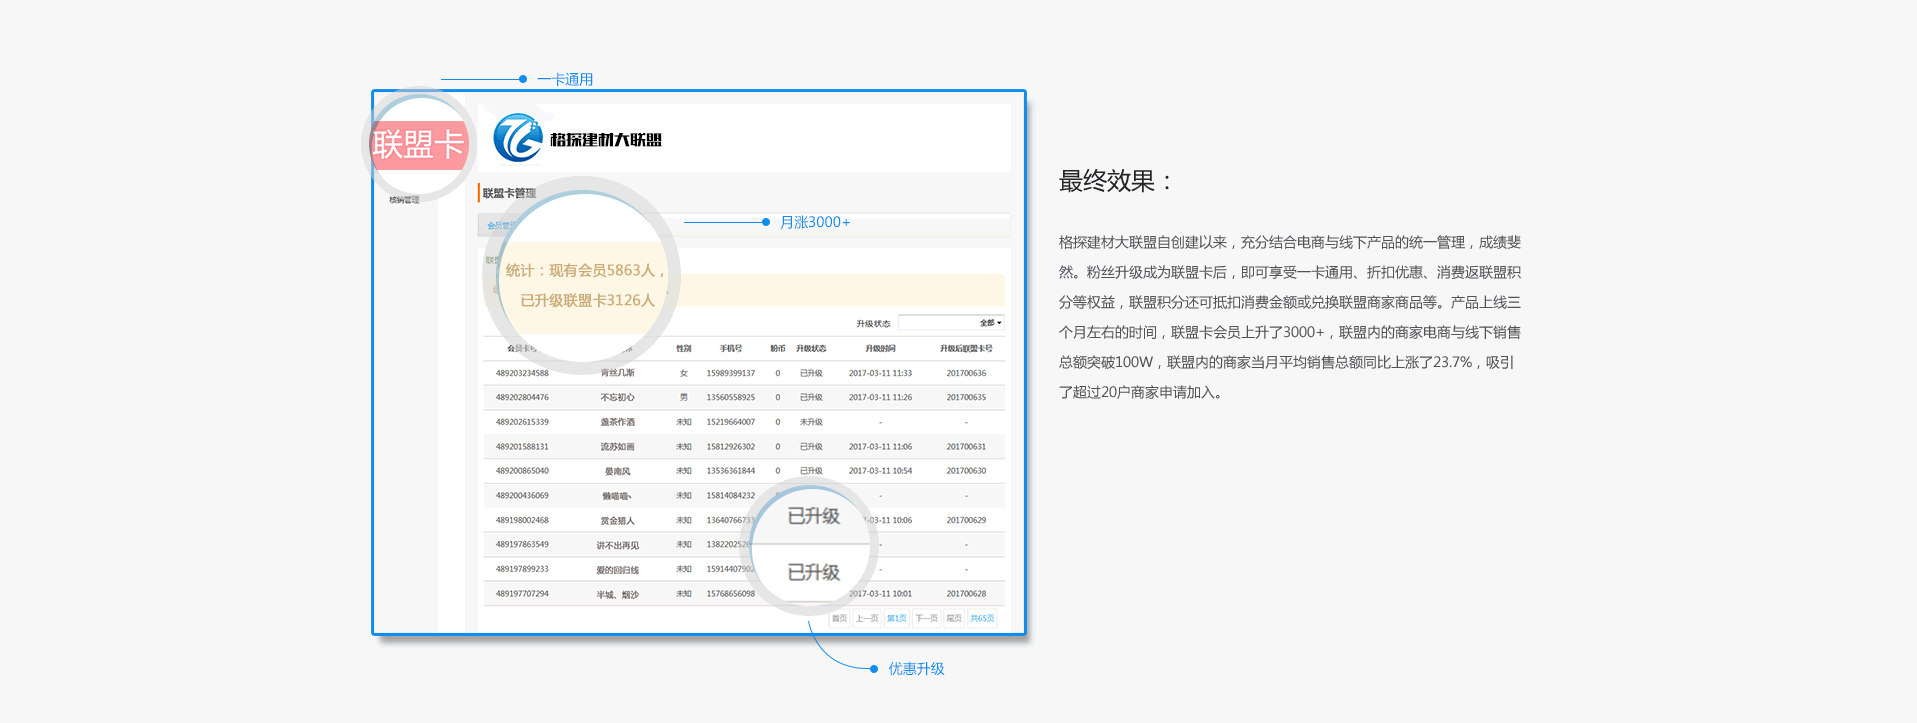 一卡通用
联盟卡
格探建材大联盟
核销管理
联盟卡管理
会员管理
月涨3000+
统计：现有会员5863人，
已升级联盟卡3126人
升级状态 全部
会员卡号 性别 手机号 粉币 升级状态 升级时间 升级后联盟卡号
489203234588 青丝几渐 女 15989399137 0 已升级 2017-03-11 11:33 201700636
489202804476 不忘初心 男 13560558925 0 已升级 2017-03-11 11:26 201700635
489202615339 盏茶作酒 未知 15219664007 0 未升级 - -
489201588131 流苏如画 未知 15812926302 0 已升级 2017-03-11 11:06 201700631
489200865040 晏南风 未知 13536361844 0 已升级 2017-03-11 10:54 201700630
489200436069 懒喵喵丶 未知 15814084232 - -
489198002468 赏金猎人 未知 13640766733 03-11 10:06 201700629
489197863549 讲不出再见 未知 138220252 - -
489197899233 爱的回归线 未知 15914407902 - -
489197707294 半城、烟沙 未知 15768656098 2017-03-11 10:01 201700628
已升级
已升级
首页 上一页 第1页 下一页 尾页 共65页
优惠升级
最终效果：
格探建材大联盟自创建以来，充分结合电商与线下产品的统一管理，成绩斐
然。粉丝升级成为联盟卡后，即可享受一卡通用、折扣优惠、消费返联盟积
分等权益，联盟积分还可抵扣消费金额或兑换联盟商家商品等。产品上线三
个月左右的时间，联盟卡会员上升了3000+，联盟内的商家电商与线下销售
总额突破100W，联盟内的商家当月平均销售总额同比上涨了23.7%，吸引
了超过20户商家申请加入。